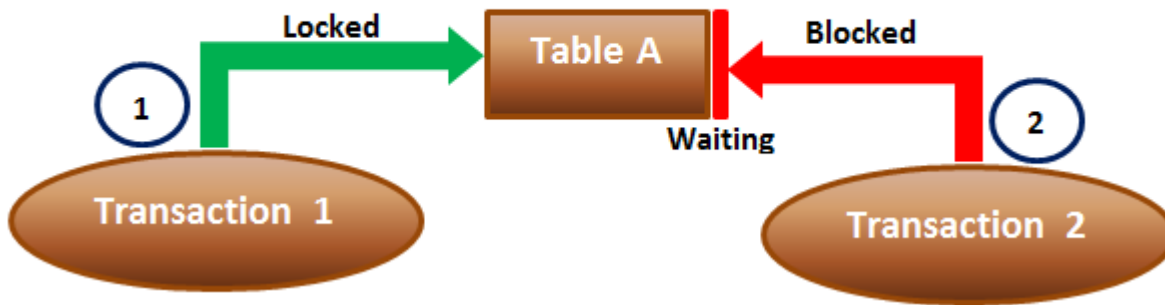 Locked
Table A
Blocked
1
Waiting
2
Transaction 1
Transaction 2